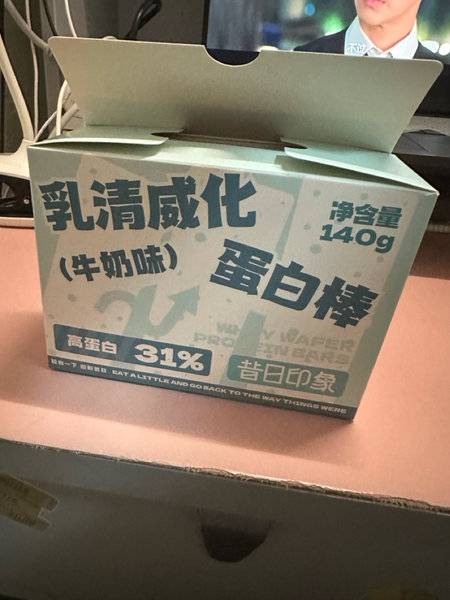 乳清威化
(牛奶味)
蛋白棒
净含量
140g
WHEY WAFER
PROTEIN BARS
高蛋白 31%
昔日印象
EAT A LITTLE AND GO BACK TO THE WAY THINGS WERE